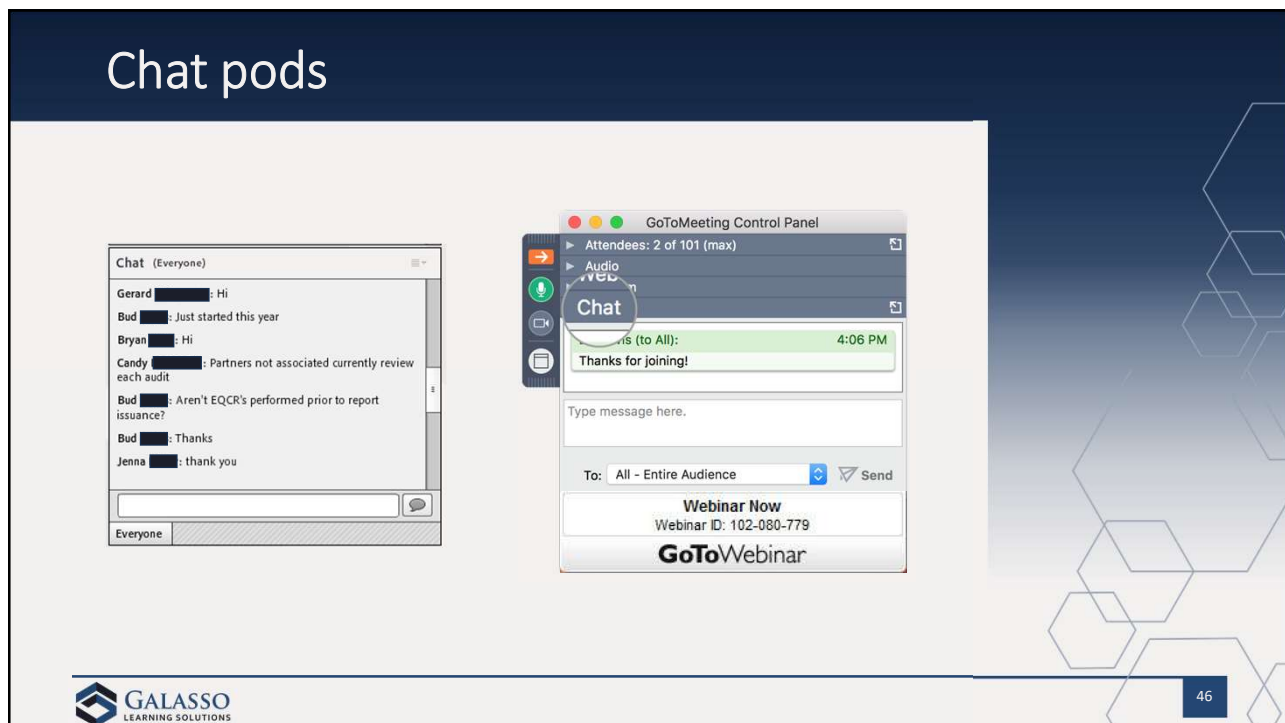 Chat pods
Chat (Everyone)
Gerard : Hi
Bud : Just started this year
Bryan : Hi
Candy : Partners not associated currently review
each audit
Bud : Aren't EQCR's performed prior to report
issuance?
Bud : Thanks
Jenna : thank you
Everyone
GoToMeeting Control Panel
Attendees: 2 of 101 (max)
Audio
Chat
(to All): 4:06 PM
Thanks for joining!
Type message here.
To: All - Entire Audience Send
Webinar Now
Webinar ID: 102-080-779
GoToWebinar
GALASSO
LEARNING SOLUTIONS
46